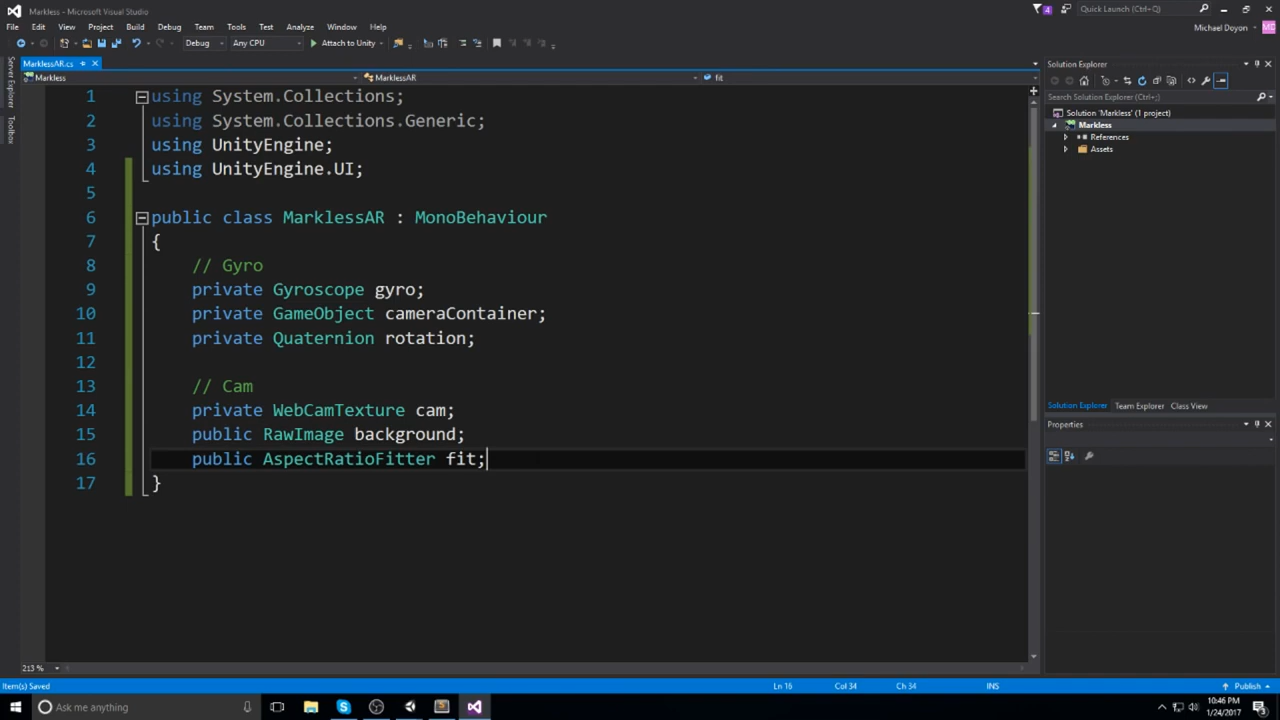 Markless - Microsoft Visual Studio
4
Quick Launch (Ctrl+Q)
File Edit View Project Build Debug Team Tools Test Analyze Window Help
Michael Doyon
MD
Debug Any CPU Attach to Unity
Server Explorer
Toolbox
MarklessAR.cs
Markless MarklessAR fit
1 using System.Collections;
2 using System.Collections.Generic;
3 using UnityEngine;
4 using UnityEngine.UI;
5
6 public class MarklessAR : MonoBehaviour
7 {
8 // Gyro
9 private Gyroscope gyro;
10 private GameObject cameraContainer;
11 private Quaternion rotation;
12
13 // Cam
14 private WebCamTexture cam;
15 public RawImage background;
16 public AspectRatioFitter fit;
17 }
213 %
Solution Explorer
Search Solution Explorer (Ctrl+;)
Solution 'Markless' (1 project)
Markless
References
Assets
Solution Explorer Team Explorer Class View
Properties
Item(s) Saved Ln 16 Col 34 Ch 34 INS Publish
Ask me anything
10:46 PM
1/24/2017
3